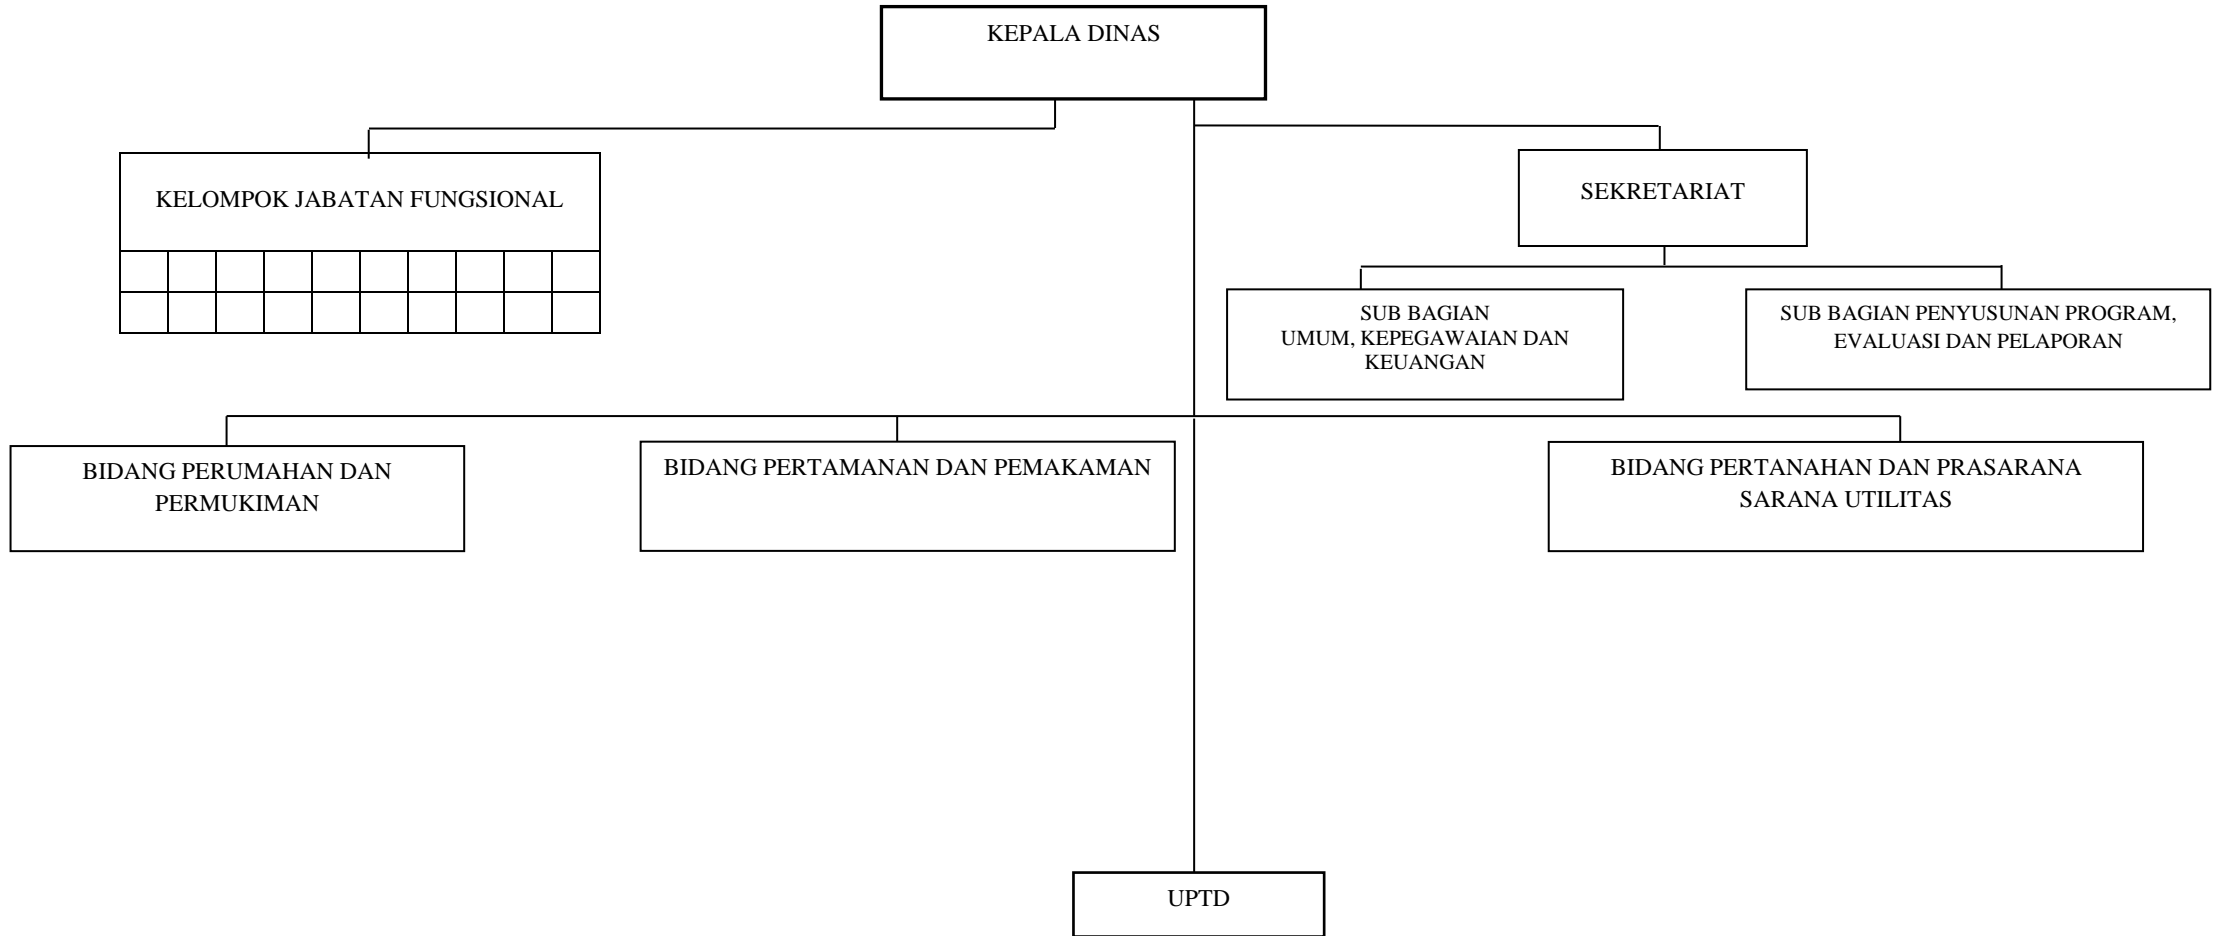 KEPALA DINAS
KELOMPOK JABATAN FUNGSIONAL
SEKRETARIAT
SUB BAGIAN
UMUM, KEPEGAWAIAN DAN
KEUANGAN
SUB BAGIAN PENYUSUNAN PROGRAM,
EVALUASI DAN PELAPORAN
BIDANG PERUMAHAN DAN
PERMUKIMAN
BIDANG PERTAMANAN DAN PEMAKAMAN
BIDANG PERTANAHAN DAN PRASARANA
SARANA UTILITAS
UPTD